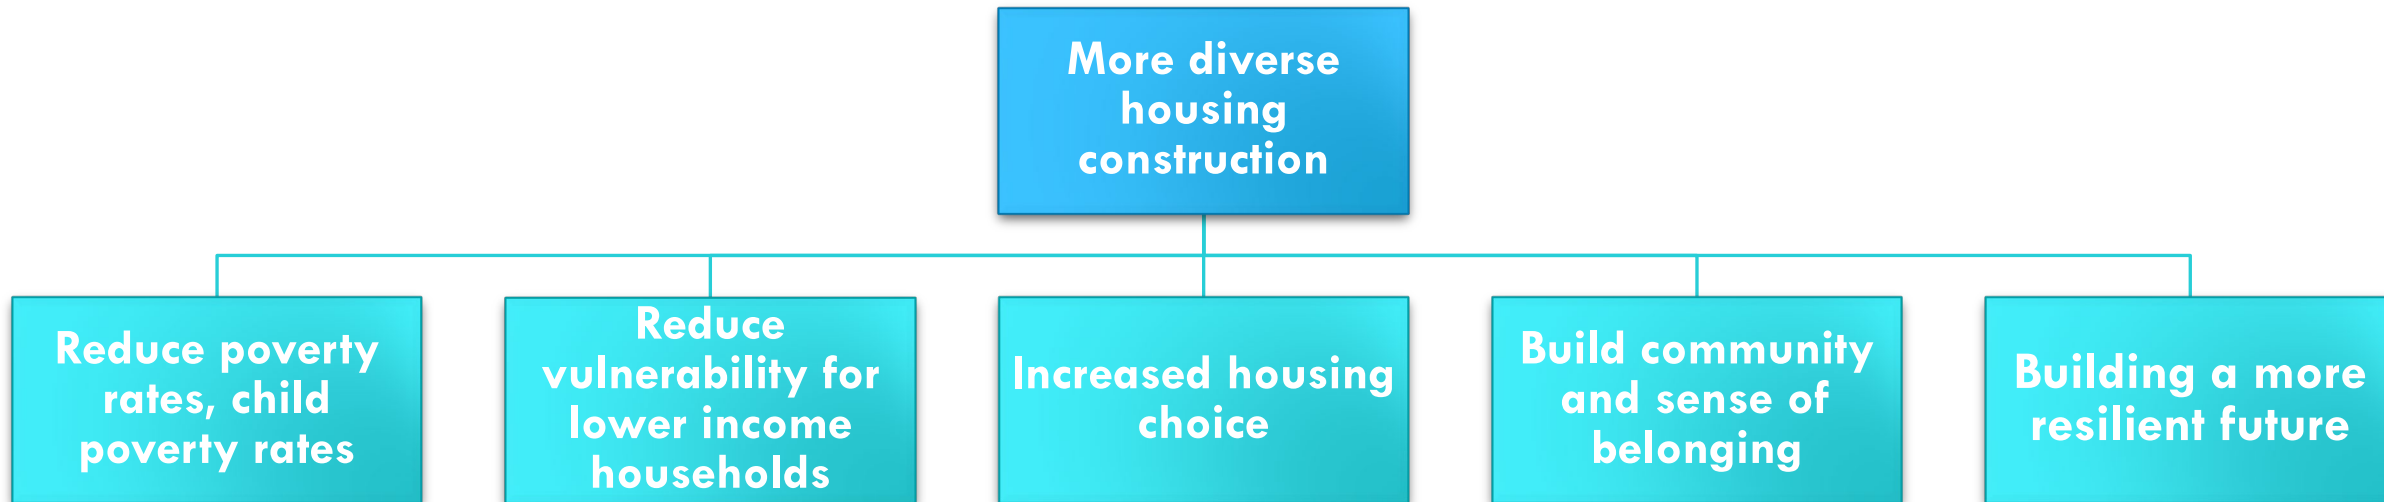 More diverse
housing
construction
Reduce poverty
rates, child
poverty rates
Reduce
vulnerability for
lower income
households
Increased housing
choice
Build community
and sense of
belonging
Building a more
resilient future